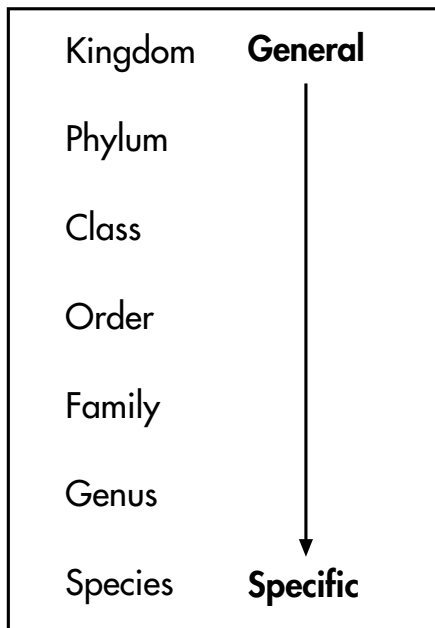 Kingdom General
Phylum
Class
Order
Family
Genus
Species Specific